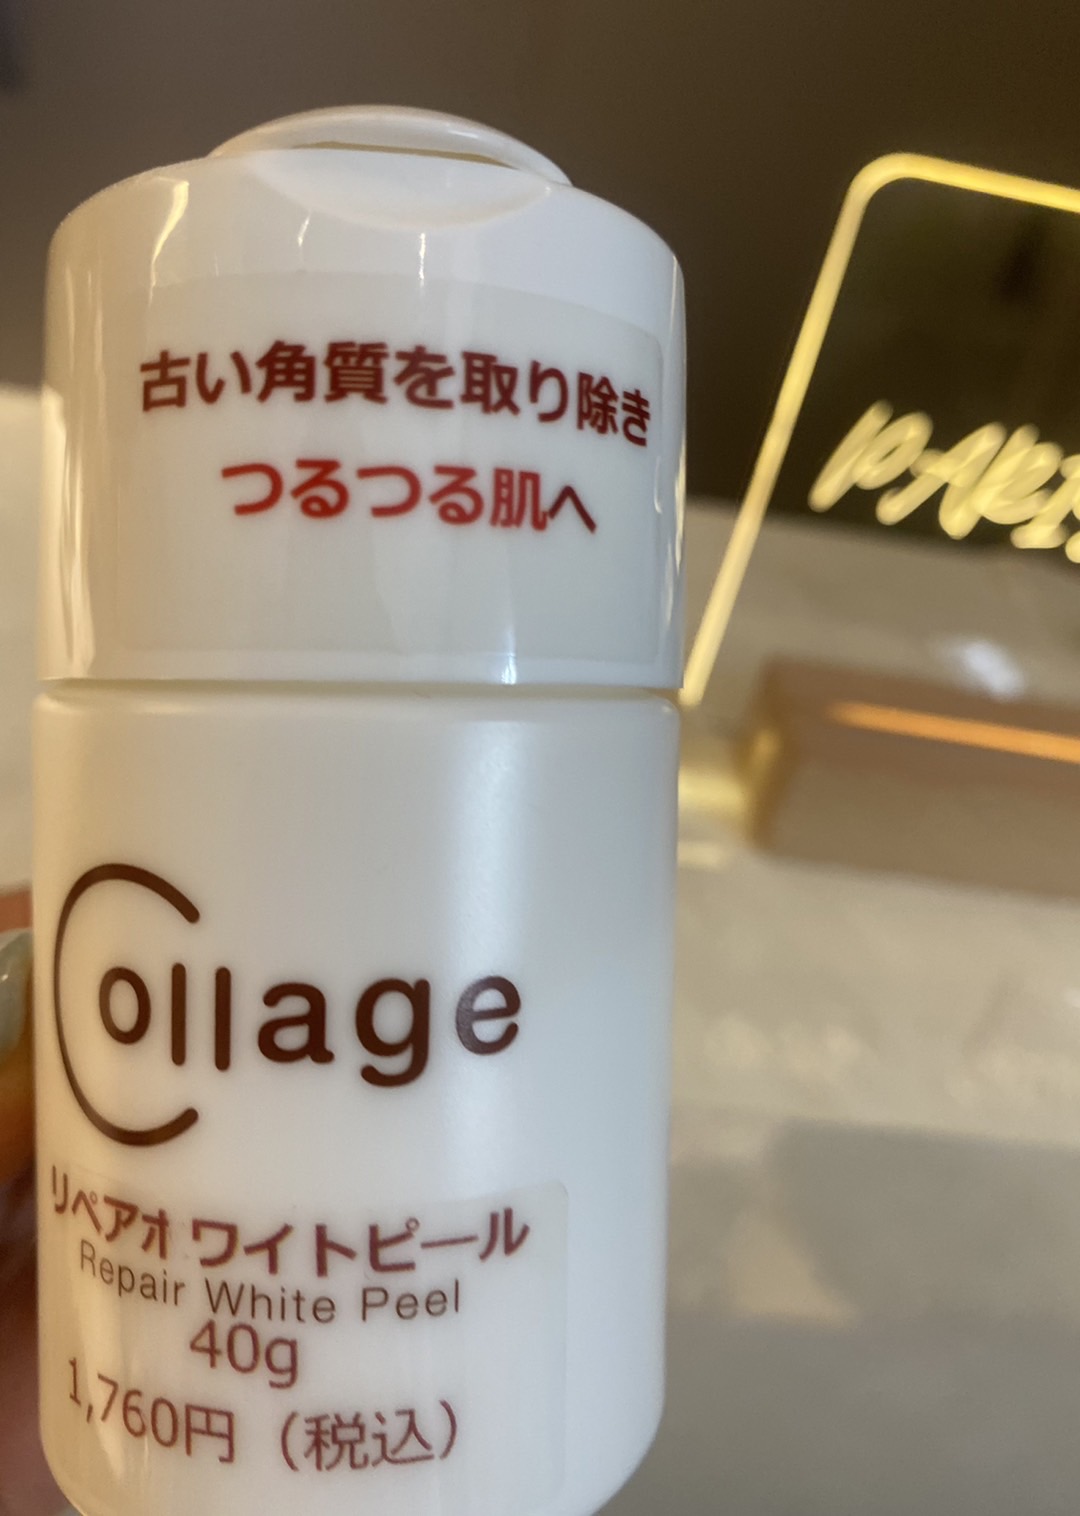 古い角質を取り除き
つるつる肌へ
Collage
リペアオ ワイトピール
Repair White Peel
40g
1,760円（税込）